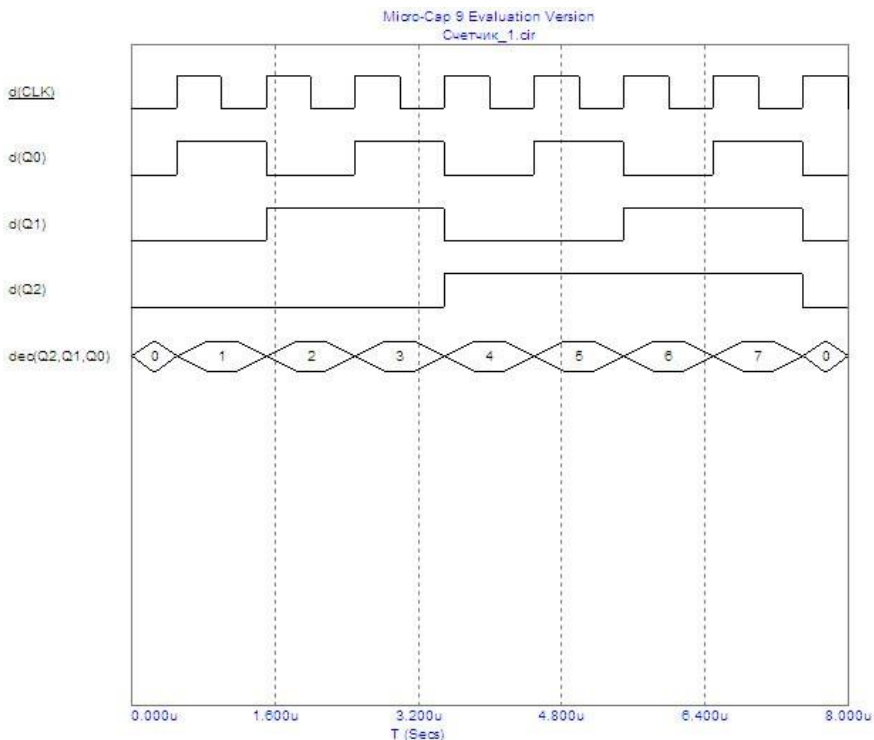 Micro-Cap 9 Evaluation Version
Счетчик_1.cir
d(CLK)
d(Q0)
d(Q1)
d(Q2)
dec(Q2,Q1,Q0) 0 1 2 3 4 5 6 7 0
0.000u 1.600u 3.200u 4.800u 6.400u 8.000u
T (Secs)